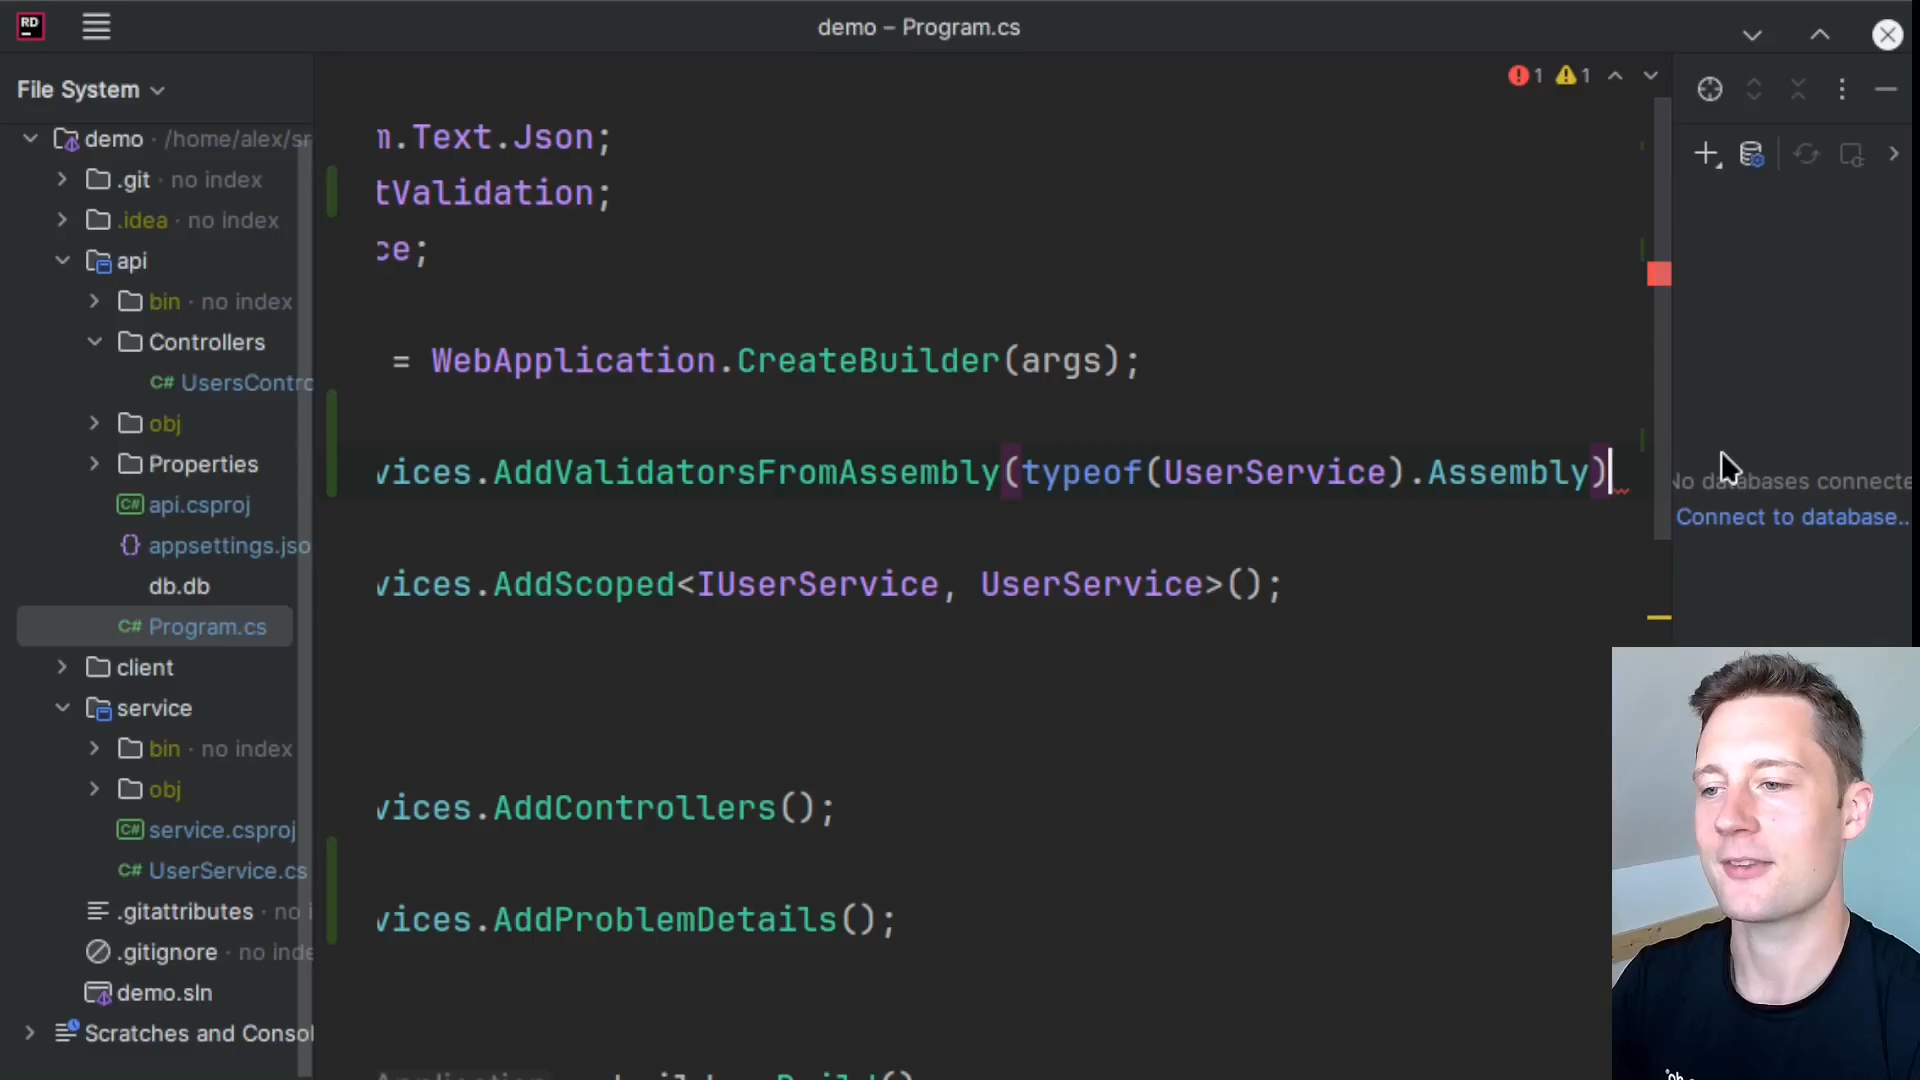 RD
demo – Program.cs
File System
demo · /home/alex/sr
.git · no index
.idea · no index
api
bin · no index
Controllers
C# UsersContro
obj
Properties
C# api.csproj
{} appsettings.jso
db.db
C# Program.cs
client
service
bin · no index
obj
C# service.csproj
C# UserService.cs
.gitattributes · no i
.gitignore · no inde
demo.sln
Scratches and Consol
1 1
m.Text.Json;
tValidation;
ce;
= WebApplication.CreateBuilder(args);
vices.AddValidatorsFromAssembly(typeof(UserService).Assembly)
vices.AddScoped<IUserService, UserService>();
vices.AddControllers();
vices.AddProblemDetails();
No databases connecte
Connect to database..